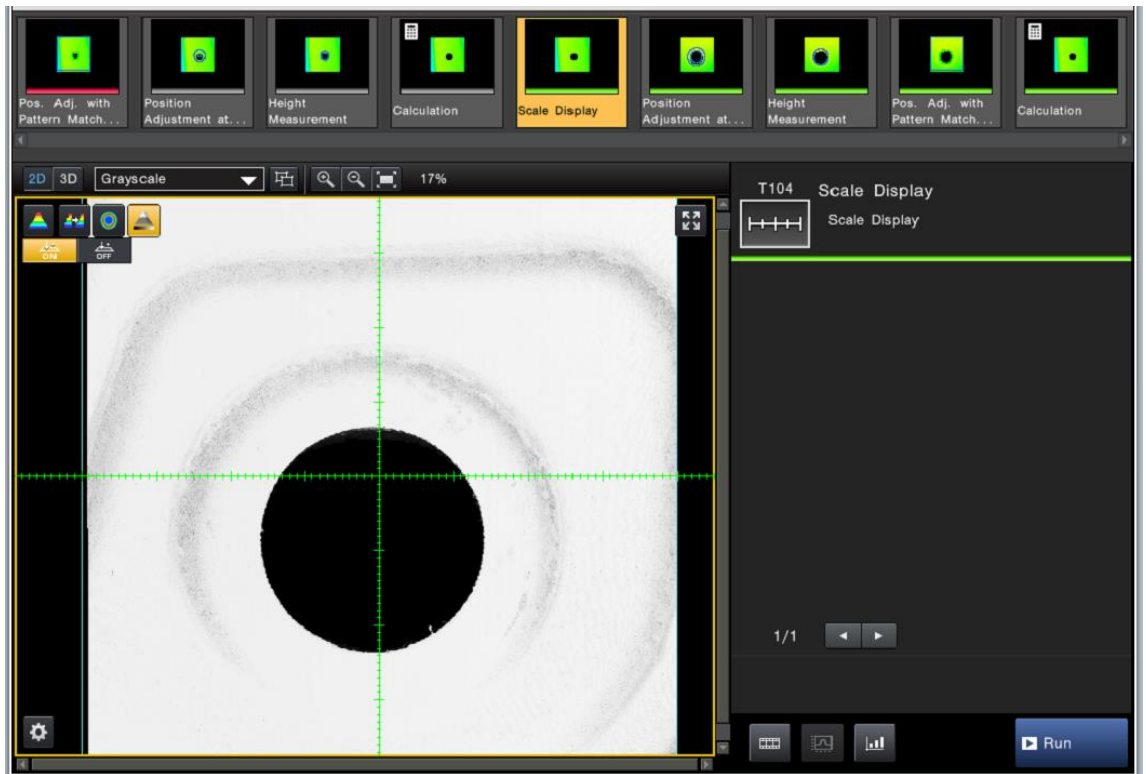 Pos. Adj. with
Pattern Match...
Position
Adjustment at...
Height
Measurement
Calculation
Scale Display
Position
Adjustment at...
Height
Measurement
Pos. Adj. with
Pattern Match...
Calculation
2D 3D Grayscale 17%
T104 Scale Display
Scale Display
ON OFF
1/1
Run